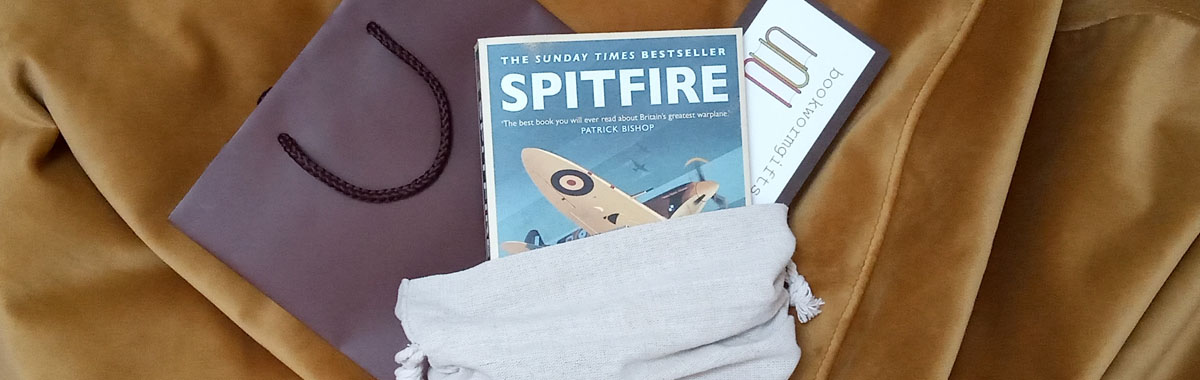 THE SUNDAY TIMES BESTSELLER
SPITFIRE
'The best book you will ever read about Britain's greatest warplane.'
PATRICK BISHOP
bookwormgifts